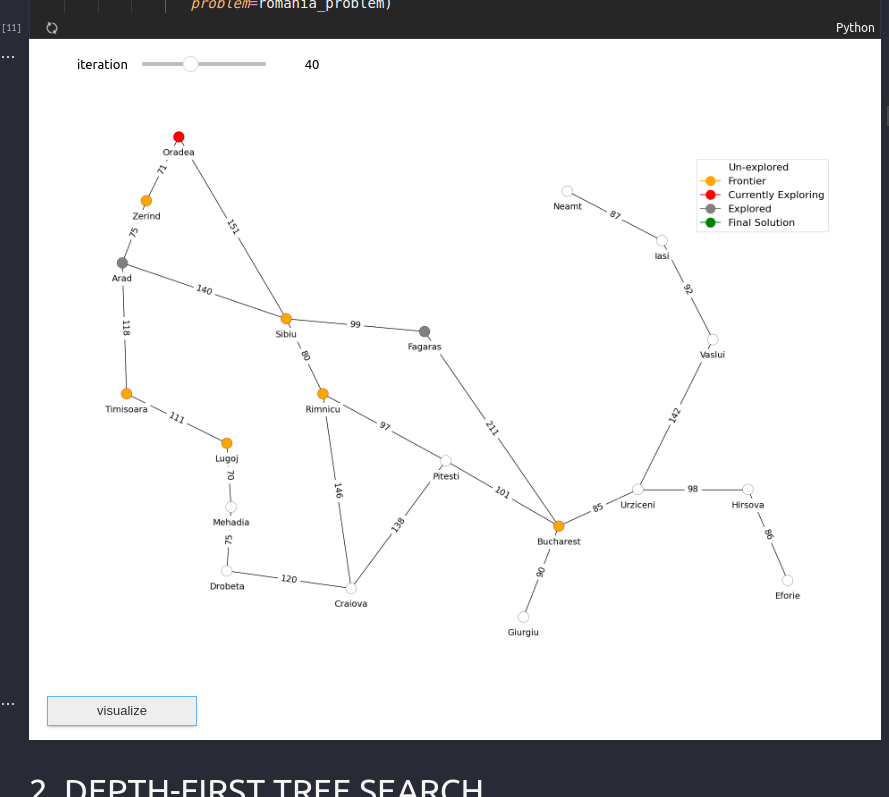 problem=romania_problem)
[11]
Python
iteration 40
Oradea
71
Zerind
151
75
Arad
140
118
Sibiu
99
Fagaras
80
Timisoara
111
Rimnicu
97
211
Lugoj
70
146
Pitesti
101
Mehadia
138
75
Drobeta
120
Craiova
Bucharest
85
90
Giurgiu
Neamt
87
Iasi
92
Vaslui
142
Urziceni
98
Hirsova
86
Eforie
Un-explored
Frontier
Currently Exploring
Explored
Final Solution
visualize
2. DEPTH-FIRST TREE SEARCH